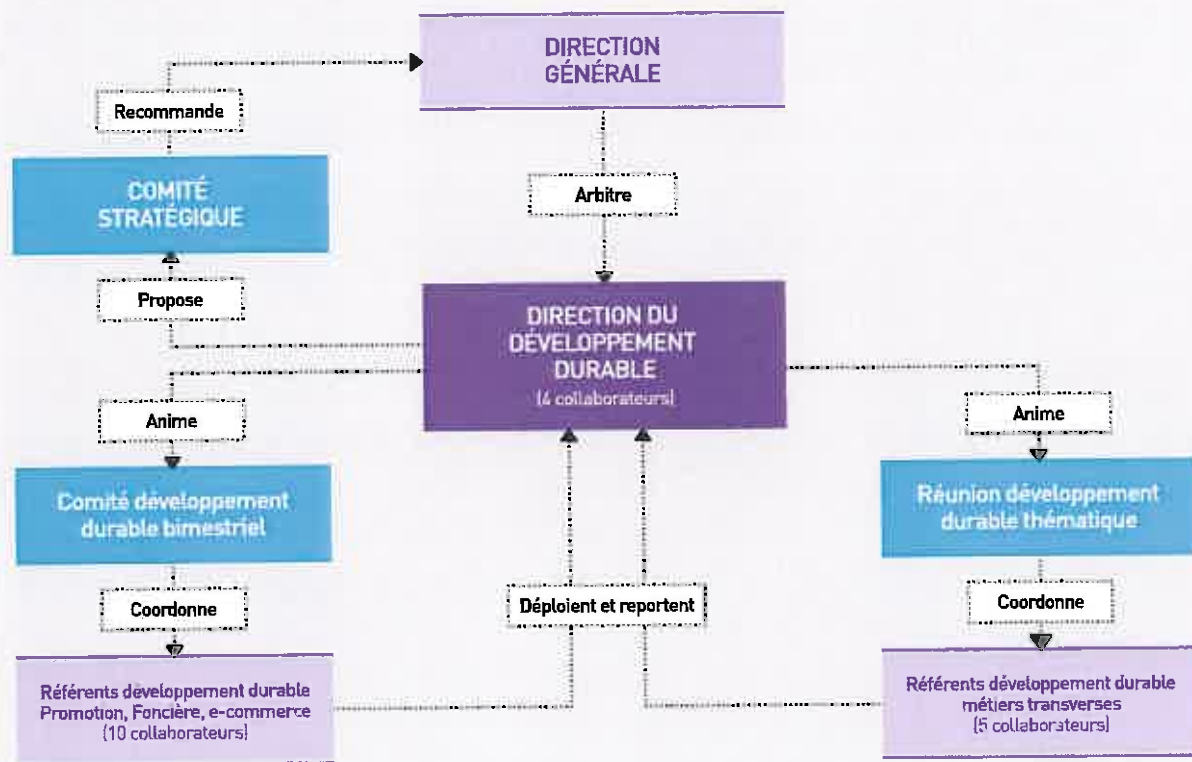 DIRECTION
GÉNÉRALE
Recommande
COMITÉ
STRATÉGIQUE
Arbitre
Propose
DIRECTION DU
DÉVELOPPEMENT
DURABLE
(4 collaborateurs)
Anime
Anime
Comité développement
durable bimestriel
Réunion développement
durable thématique
Coordonne
Déploient et reportent
Coordonne
Référents développement durable
Promotion, Foncière, e-commerce
(10 collaborateurs)
Référents développement durable
métiers transverses
(5 collaborateurs)